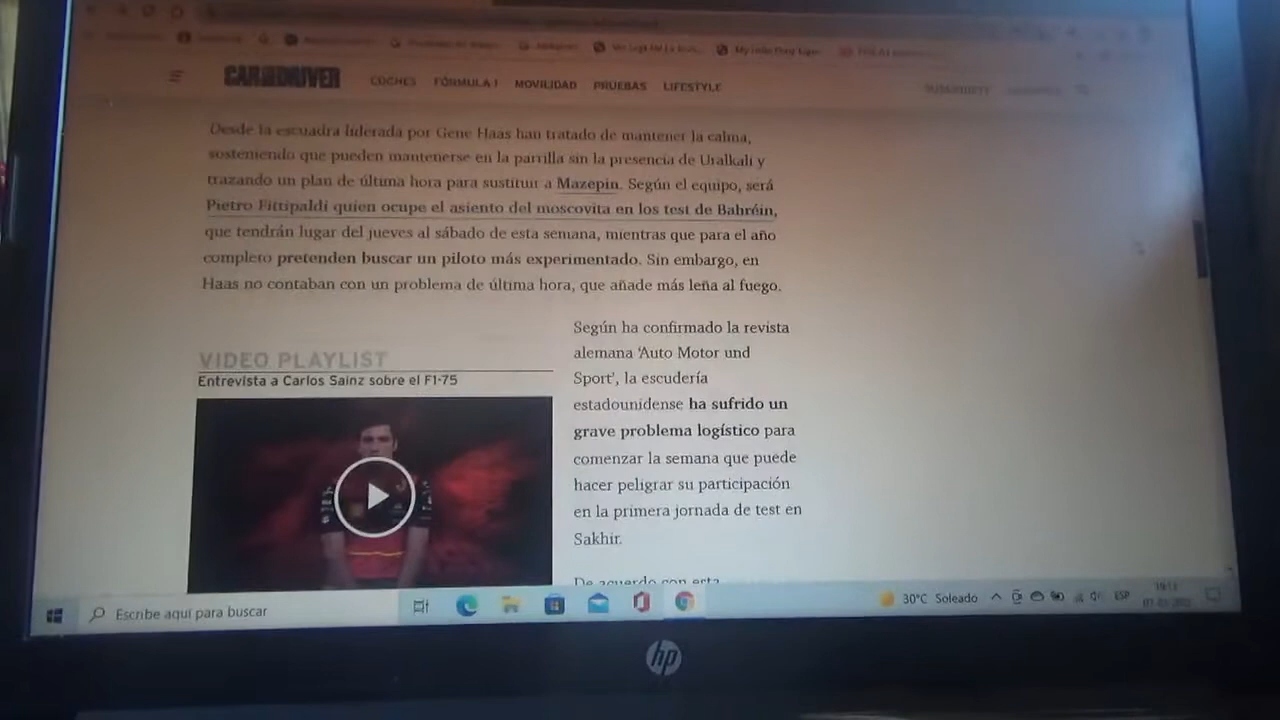 My Interflog Liga
CAR AND DRIVER
COCHES
FÓRMULA 1
MOVILIDAD
PRUEBAS
LIFESTYLE
Desde la escuadra liderada por Gene Haas han tratado de mantener la calma,
sosteniendo que pueden mantenerse en la parrilla sin la presencia de Uralkali y
trazando un plan de última hora para sustituir a Mazepin. Según el equipo, será
Pietro Fittipaldi quien ocupe el asiento del moscovita en los test de Bahréin,
que tendrán lugar del jueves al sábado de esta semana, mientras que para el año
completo pretenden buscar un piloto más experimentado. Sin embargo, en
Haas no contaban con un problema de última hora, que añade más leña al fuego.
VIDEO PLAYLIST
Entrevista a Carlos Sainz sobre el F1-75
Según ha confirmado la revista
alemana ‘Auto Motor und
Sport’, la escudería
estadounidense ha sufrido un
grave problema logístico para
comenzar la semana que puede
hacer peligrar su participación
en la primera jornada de test en
Sakhir.
De acuerdo con esta
Escribe aquí para buscar
30°C Soleado
ESP
hp